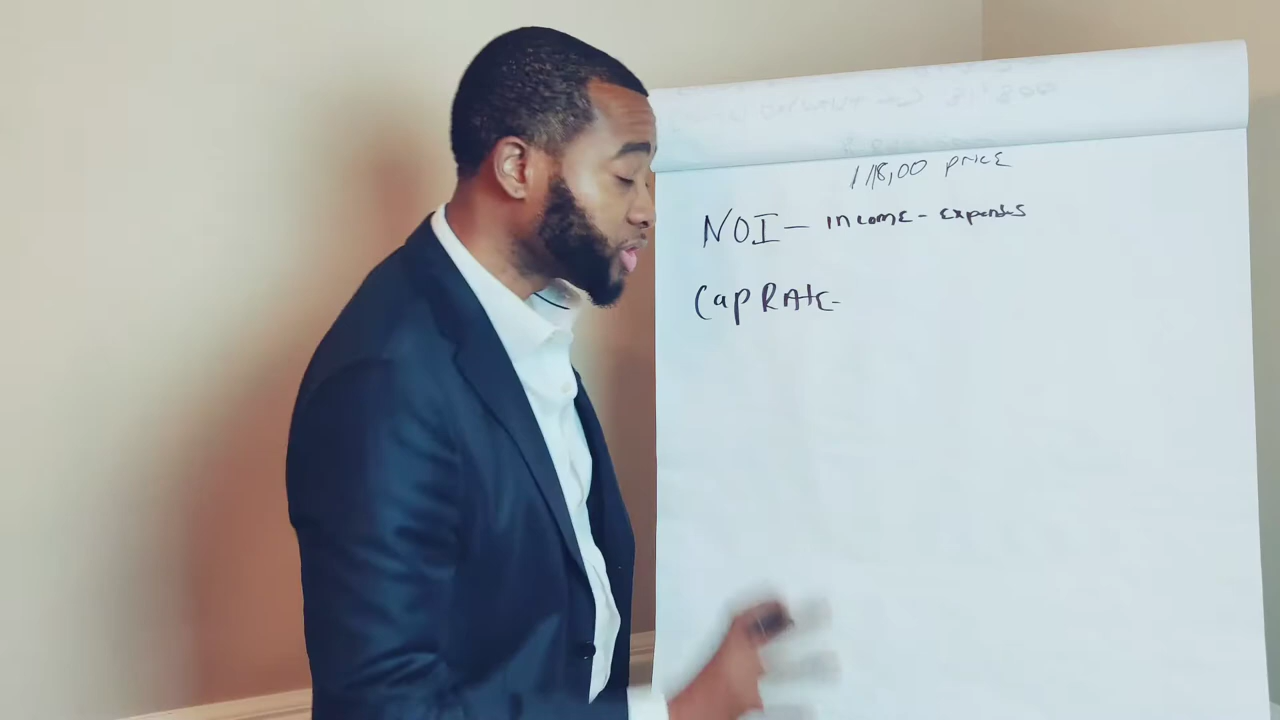 118,00 PRICE
NOI - INCOME - Expenses
Cap RATE-